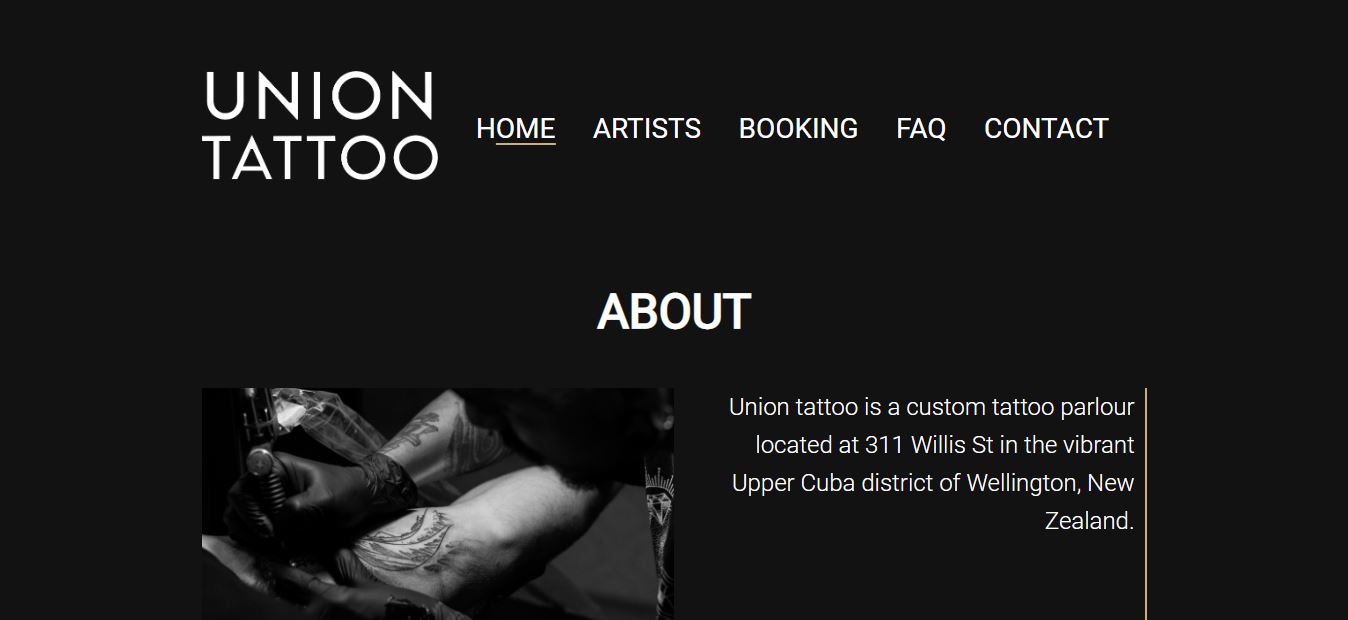 UNION
TATTOO
HOME ARTISTS BOOKING FAQ CONTACT
ABOUT
Union tattoo is a custom tattoo parlour
located at 311 Willis St in the vibrant
Upper Cuba district of Wellington, New
Zealand.